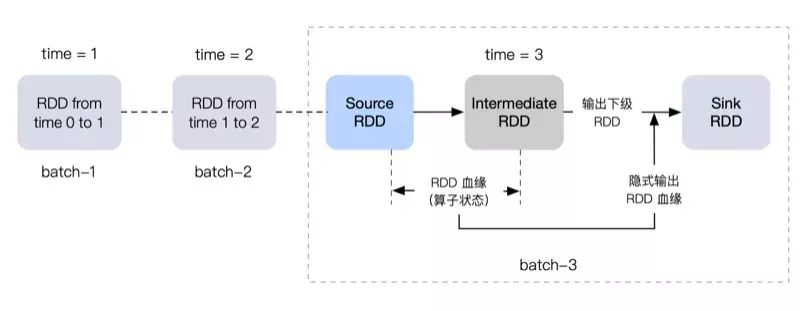 time = 1
time = 2
time = 3
RDD from
time 0 to 1
RDD from
time 1 to 2
Source
RDD
Intermediate
RDD
输出下级
RDD
Sink
RDD
batch-1
batch-2
RDD 血缘
（算子状态）
隐式输出
RDD 血缘
batch-3